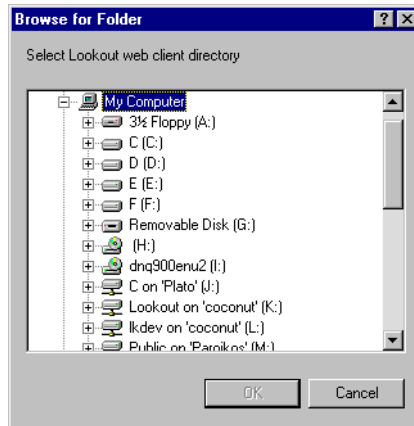 Browse for Folder
Select Lookout web client directory
My Computer
3½ Floppy (A:)
C (C:)
D (D:)
E (E:)
F (F:)
Removable Disk (G:)
(H:)
dnq900enu2 (I:)
C on 'Plato' (J:)
Lookout on 'coconut' (K:)
lkdev on 'coconut' (L:)
Public on 'Paroikos' (M:)
OK
Cancel